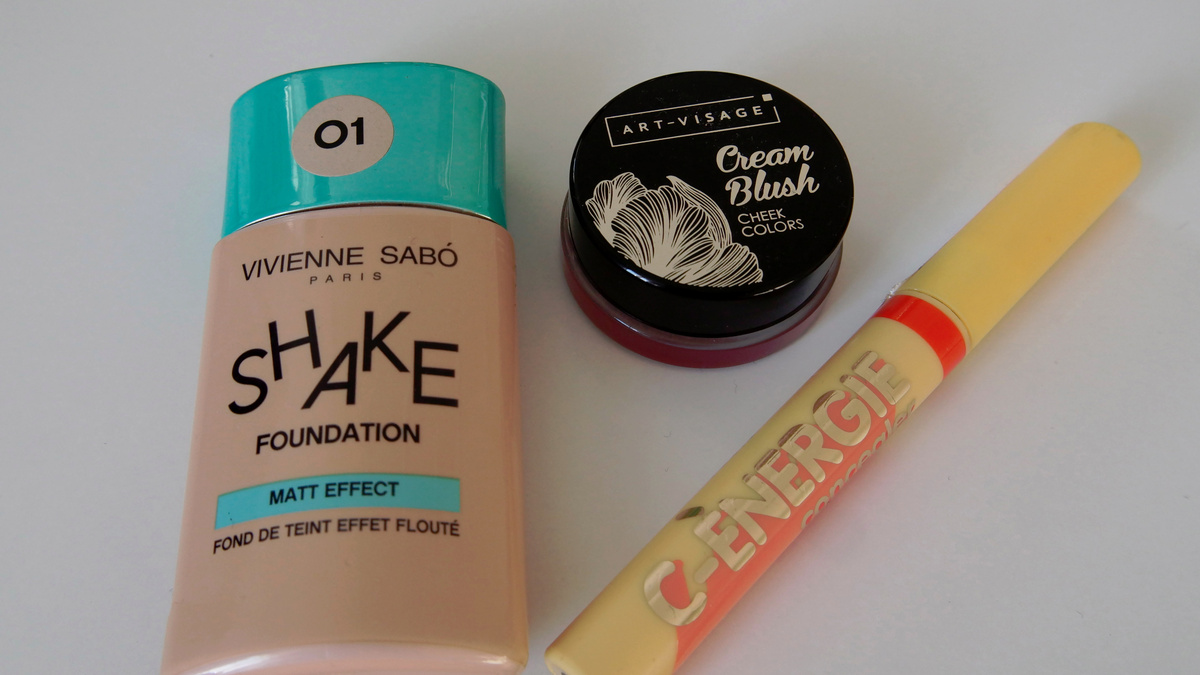 01
VIVIENNE SABÓ
PARIS
SHAKE
FOUNDATION
MATT EFFECT
FOND DE TEINT EFFET FLOUTÉ
ART-VISAGE
Cream
Blush
CHEEK
COLORS
C-ENERGIE
concealer